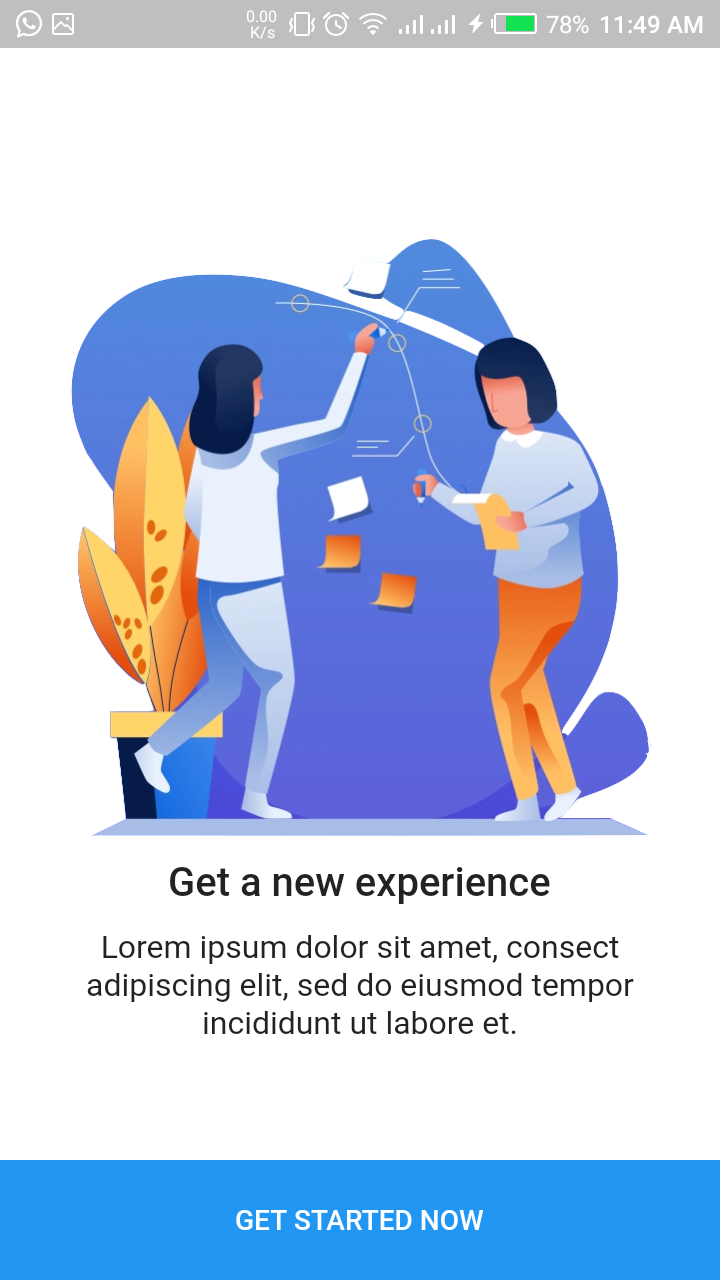 0.00
K/s
78% 11:49 AM
Get a new experience
Lorem ipsum dolor sit amet, consect
adipiscing elit, sed do eiusmod tempor
incididunt ut labore et.
GET STARTED NOW